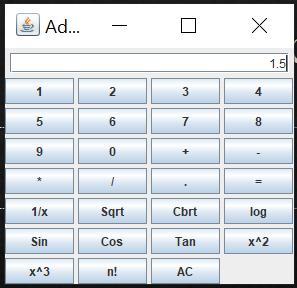 Ad...
1.5
1 2 3 4
5 6 7 8
9 0 + -
* / . =
1/x Sqrt Cbrt log
Sin Cos Tan x^2
x^3 n! AC